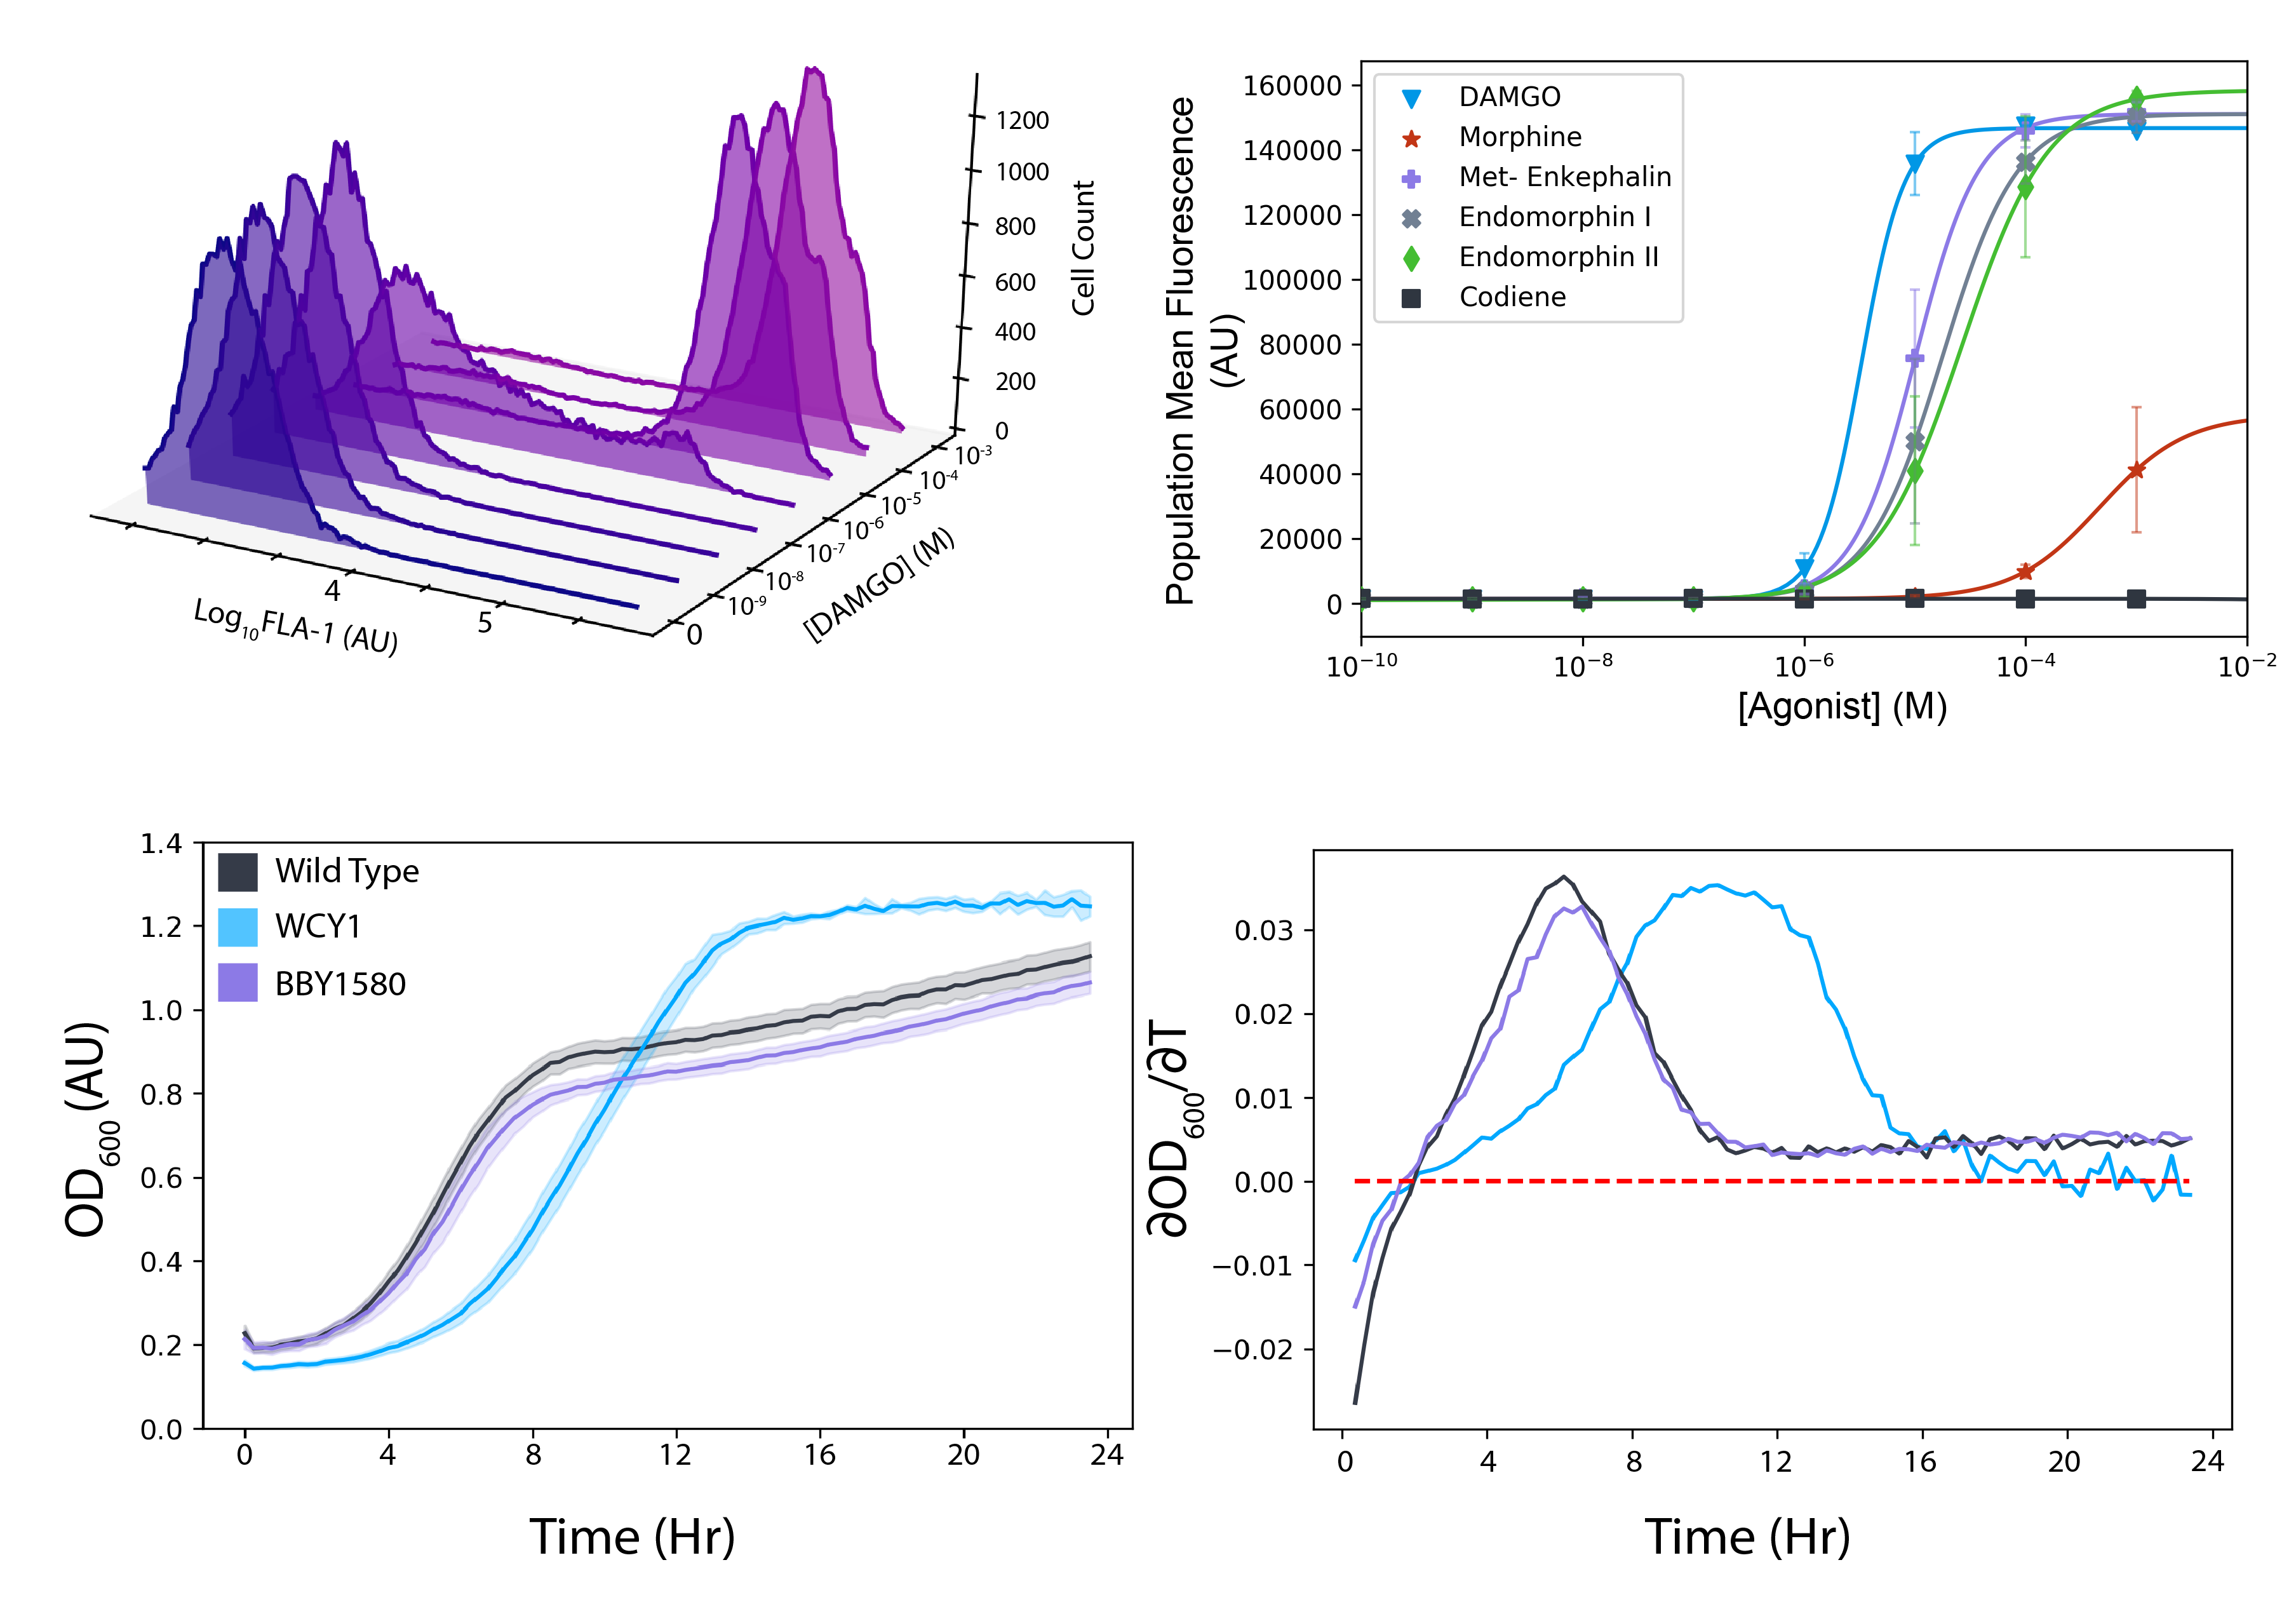 1200
1000
800
600
400
200
0
Cell Count
10-3
10-4
10-5
10-6
10-7
10-8
10-9
0
[DAMGO] (M)
4
5
Log10FLA-1 (AU)
160000
140000
120000
100000
80000
60000
40000
20000
0
Population Mean Fluorescence
(AU)
DAMGO
Morphine
Met- Enkephalin
Endomorphin I
Endomorphin II
Codiene
10−10
10−8
10−6
10−4
10−2
[Agonist] (M)
1.4
1.2
1.0
0.8
0.6
0.4
0.2
0.0
OD600 (AU)
Wild Type
WCY1
BBY1580
0 4 8 12 16 20 24
Time (Hr)
0.03
0.02
0.01
0.00
−0.01
−0.02
∂OD600/∂T
0 4 8 12 16 20 24
Time (Hr)